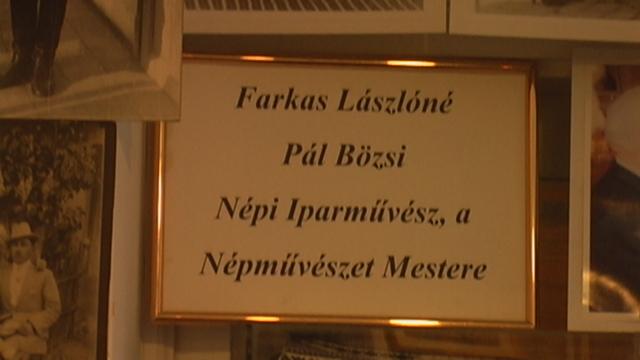 Farkas Lászlóné
Pál Bözsi
Népi Iparművész, a
Népművészet Mestere